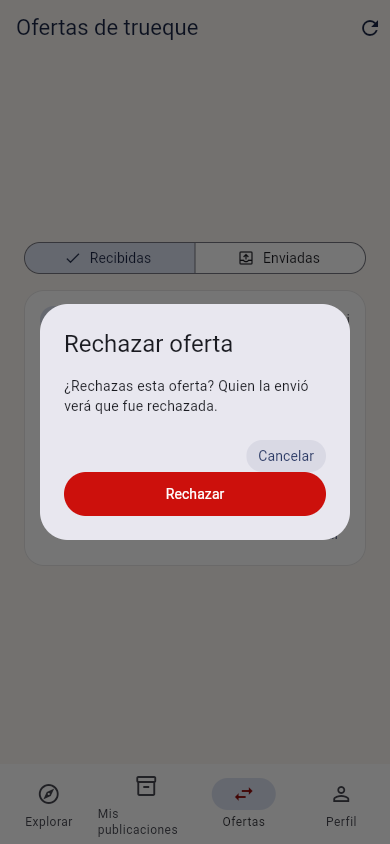 Ofertas de trueque
Recibidas
Enviadas
Rechazar oferta
¿Rechazas esta oferta? Quien la envió
verá que fue rechazada.
Cancelar
Rechazar
Explorar
Mis
publicaciones
Ofertas
Perfil